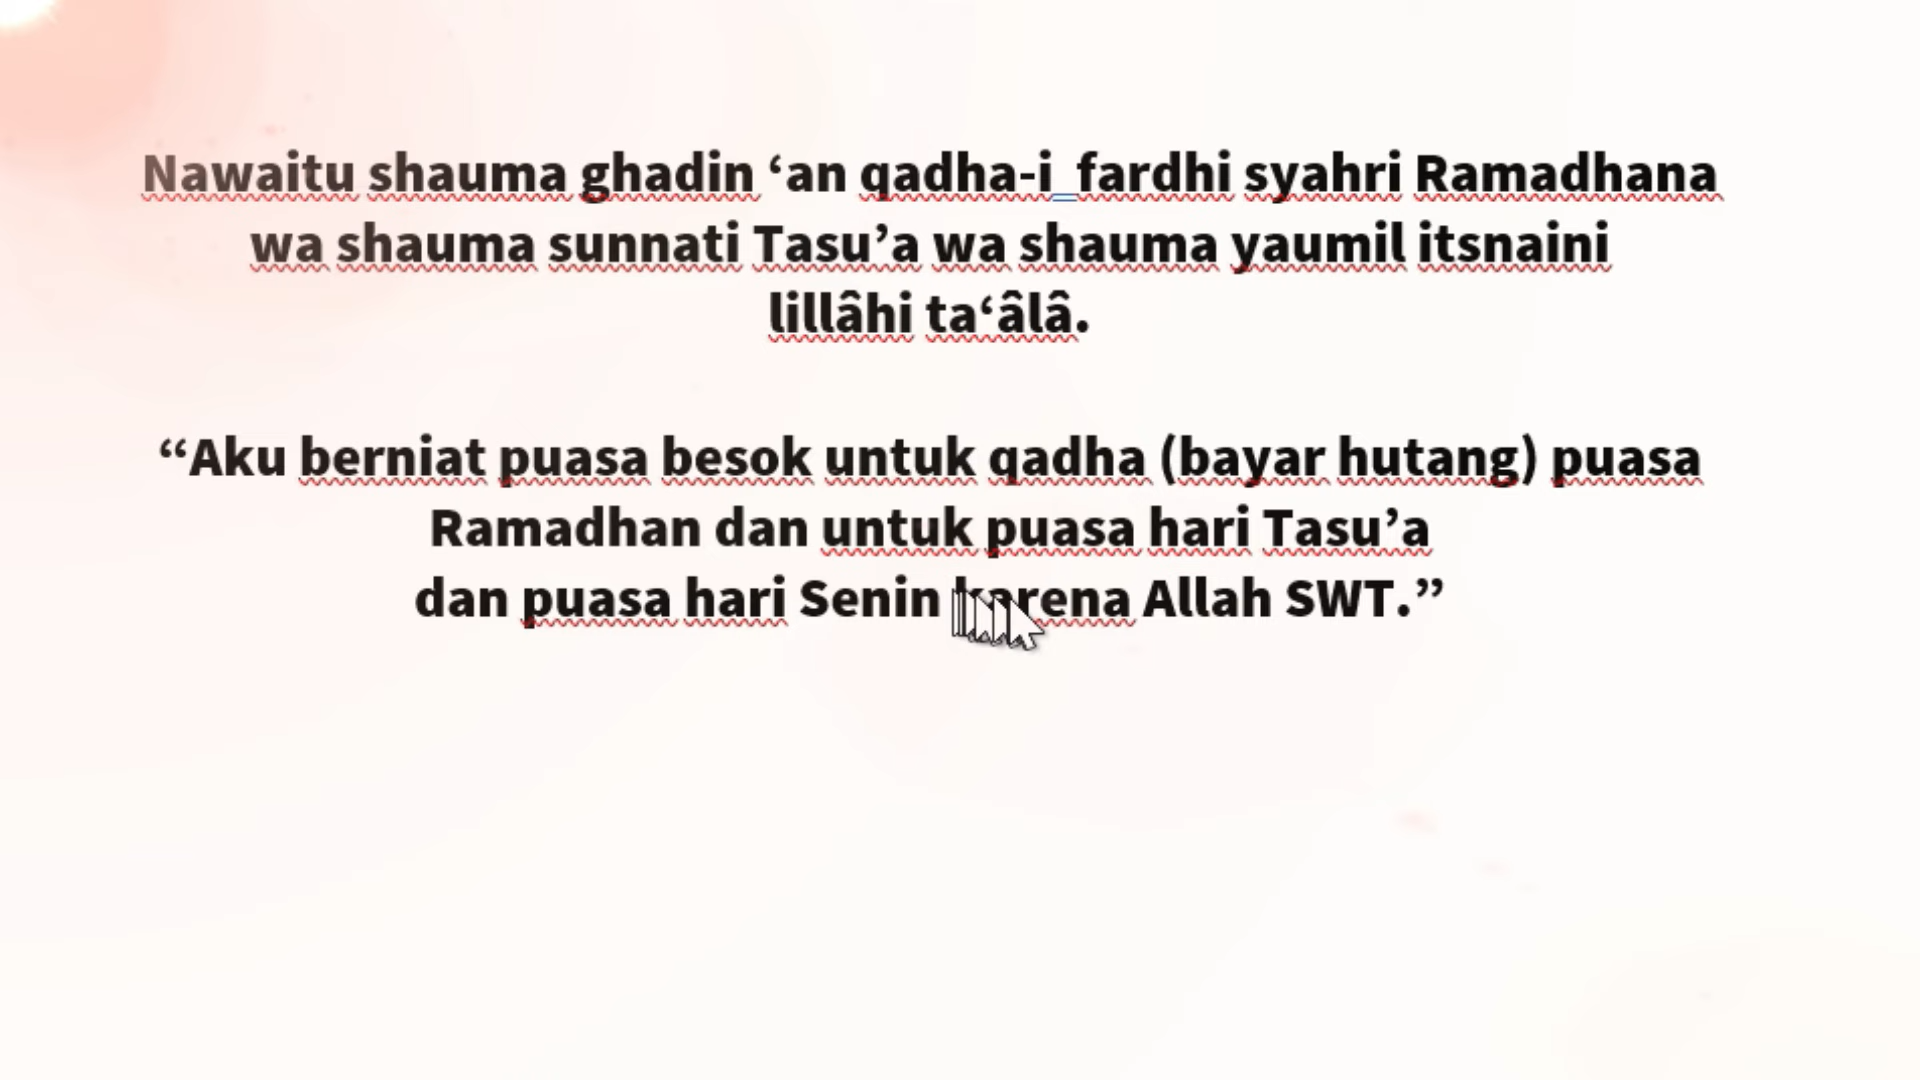 Nawaitu shauma ghadin ‘an qadha-i fardhi syahri Ramadhana
wa shauma sunnati Tasu’a wa shauma yaumil itsnaini
lillâhi ta‘âlâ.
“Aku berniat puasa besok untuk qadha (bayar hutang) puasa
Ramadhan dan untuk puasa hari Tasu’a
dan puasa hari Senin karena Allah SWT.”